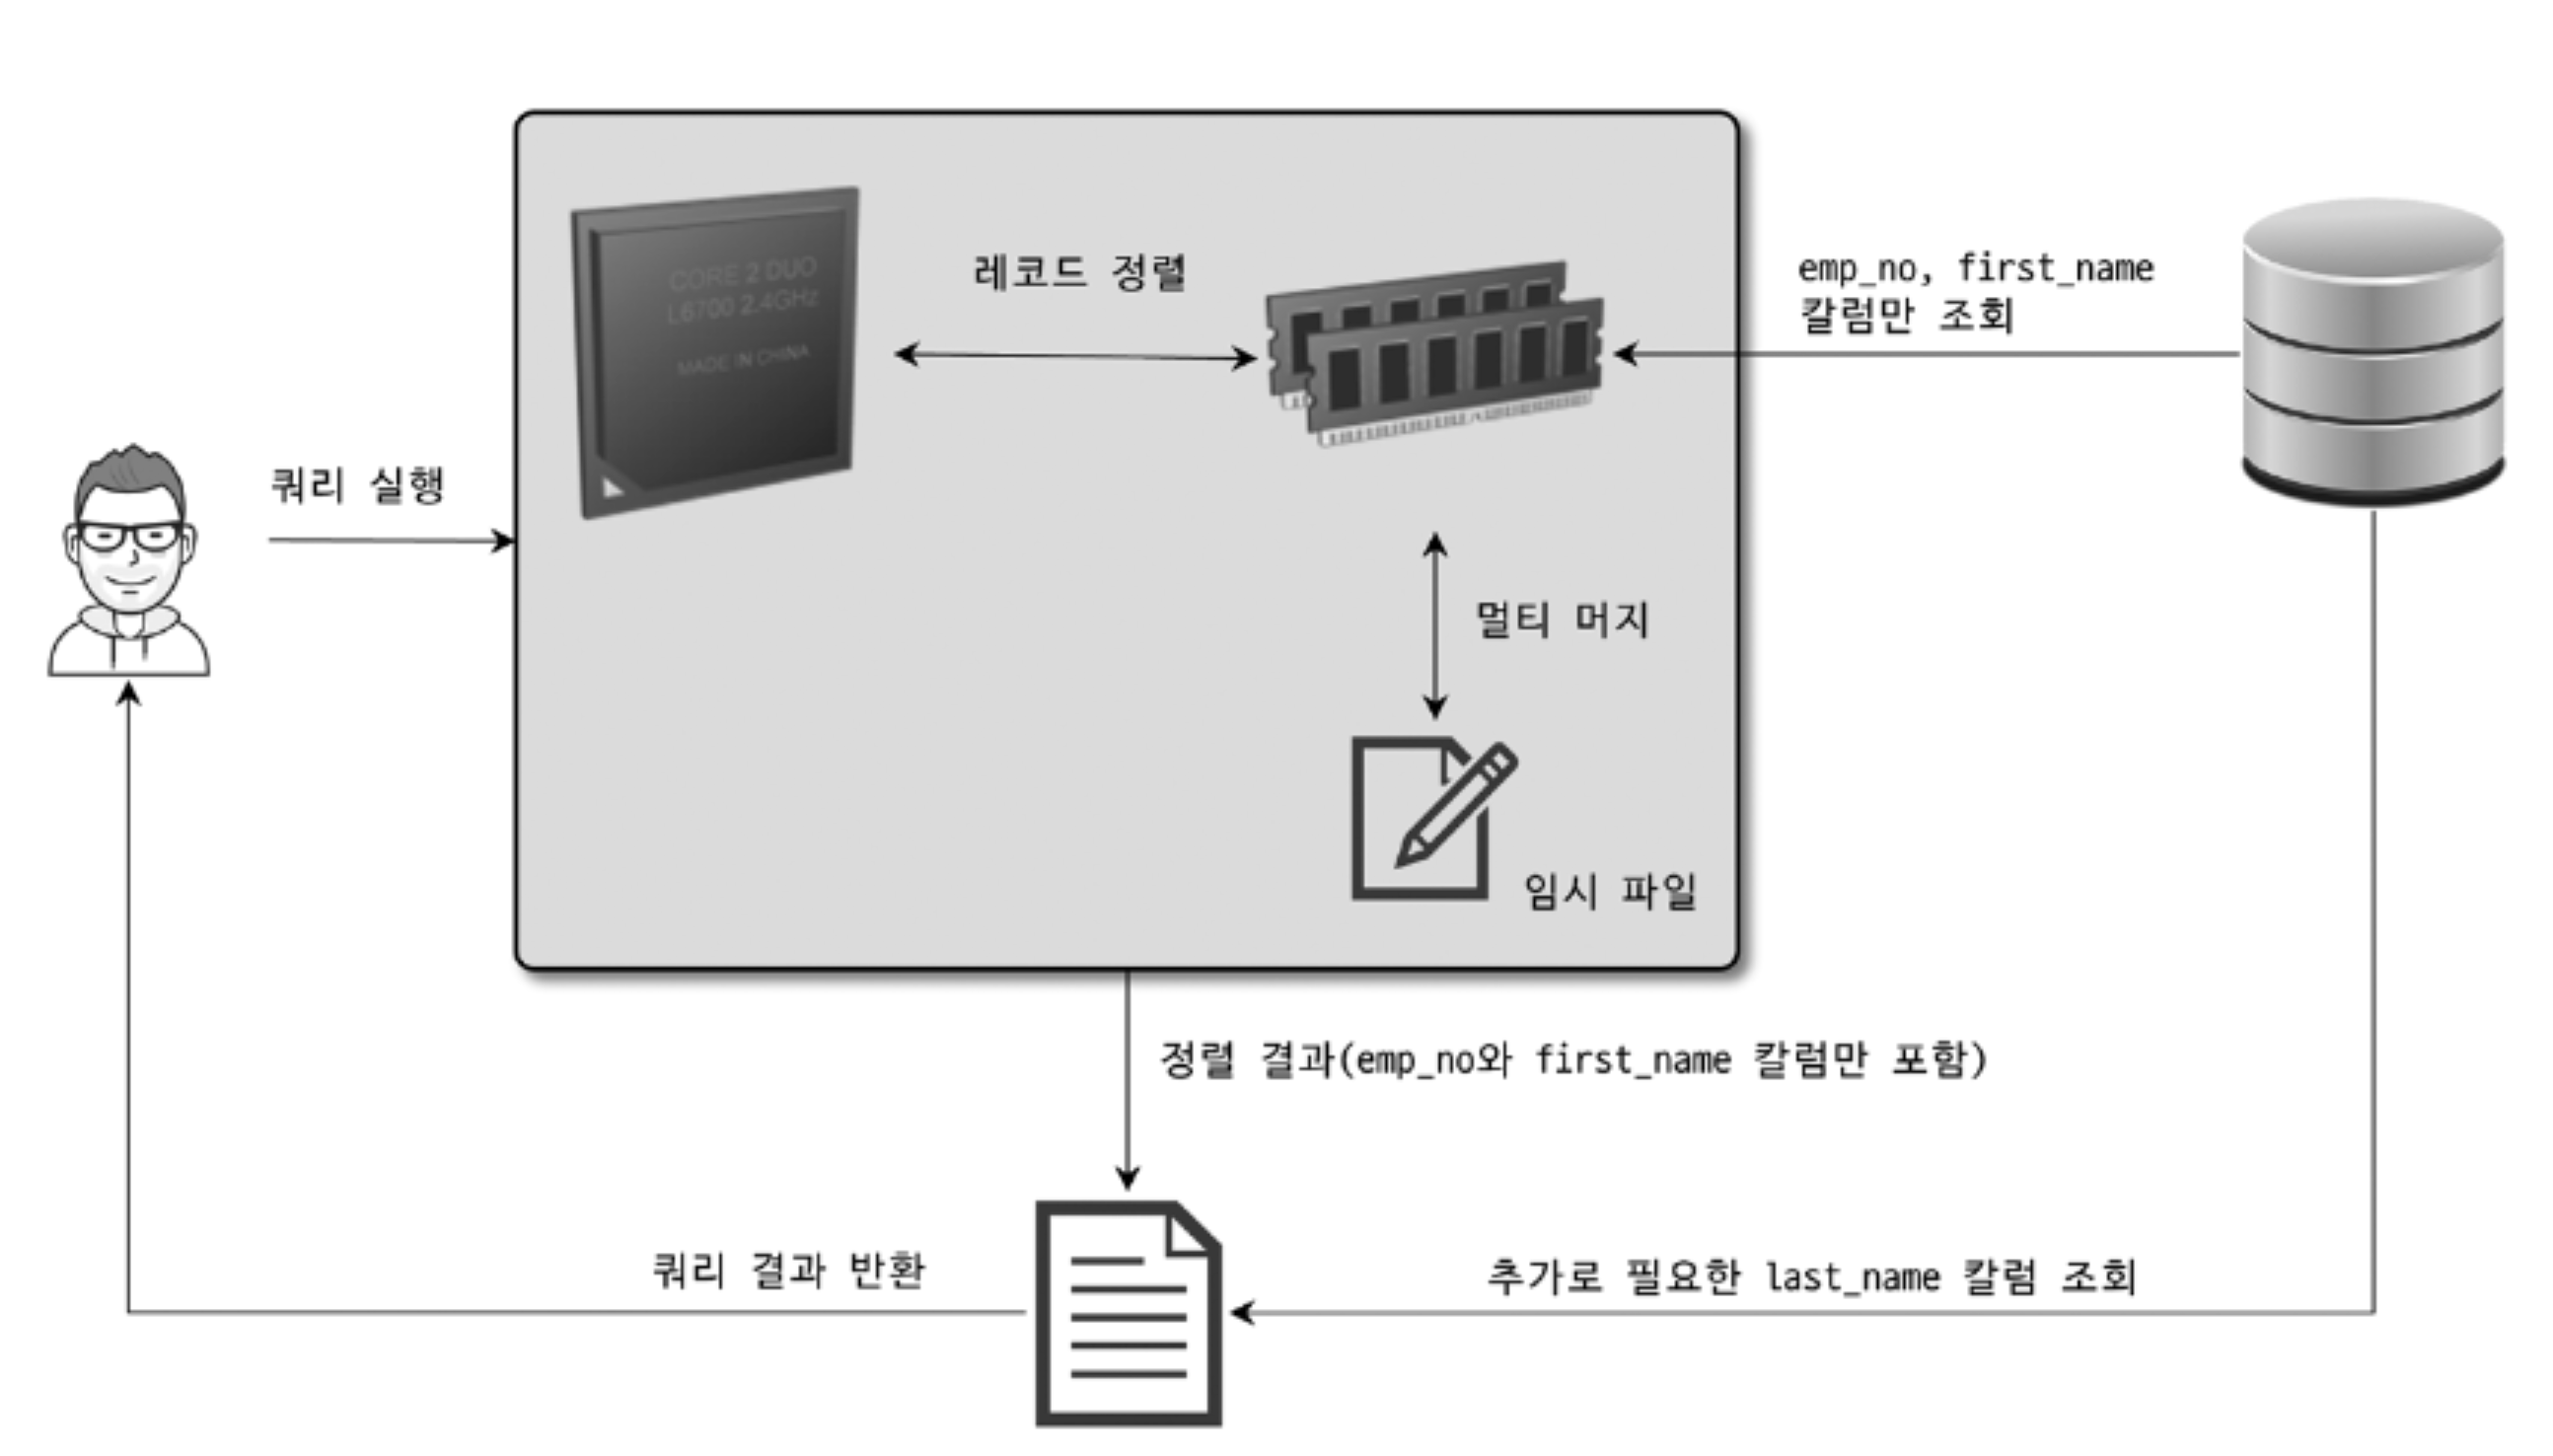 CORE 2 DUO
L6700 2.4GHz
MADE IN CHINA
레코드 정렬
emp_no, first_name
칼럼만 조회
쿼리 실행
멀티 머지
임시 파일
정렬 결과(emp_no와 first_name 칼럼만 포함)
쿼리 결과 반환
추가로 필요한 last_name 칼럼 조회